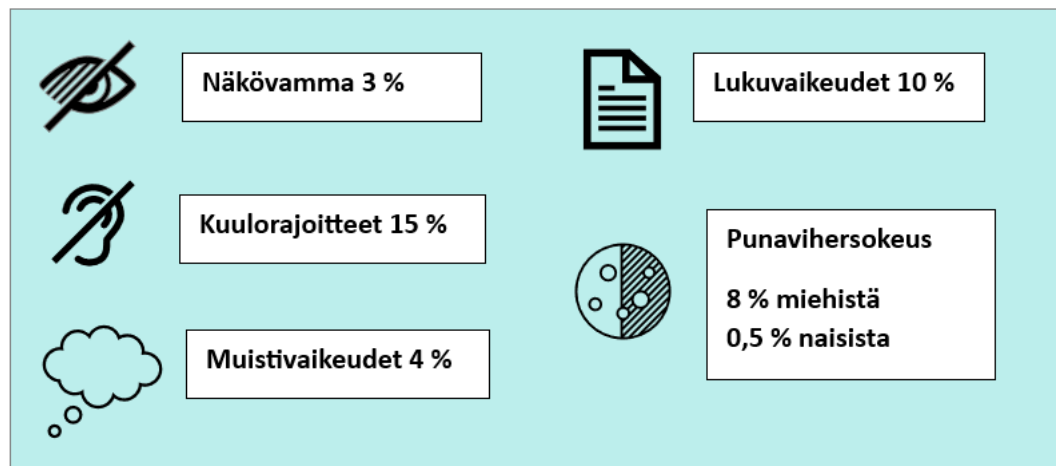 Näkövamma 3 %
Kuulorajoitteet 15 %
Muistivaikeudet 4 %
Lukuvaikeudet 10 %
Punavihersokeus
8 % miehistä
0,5 % naisista